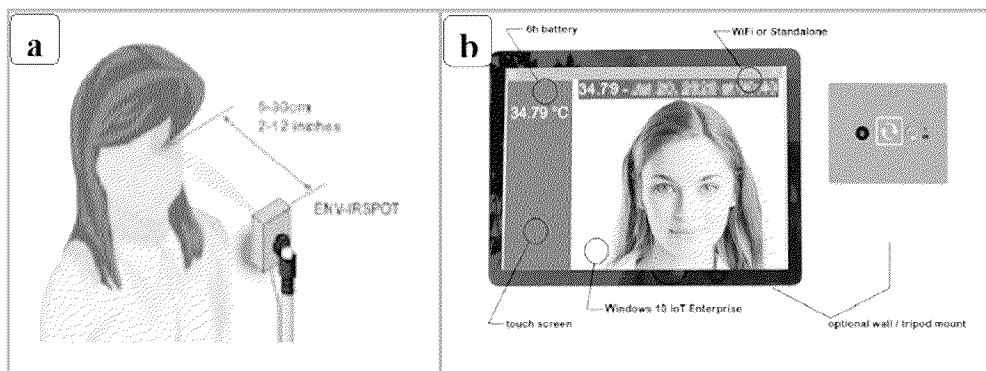 a
5-30cm
2-12 inches
ENV-IRSPOT
b
6h battery
WiFi or Standalone
34.79 -
34.79 °C
touch screen
Windows 10 IoT Enterprise
optional wall / tripod mount